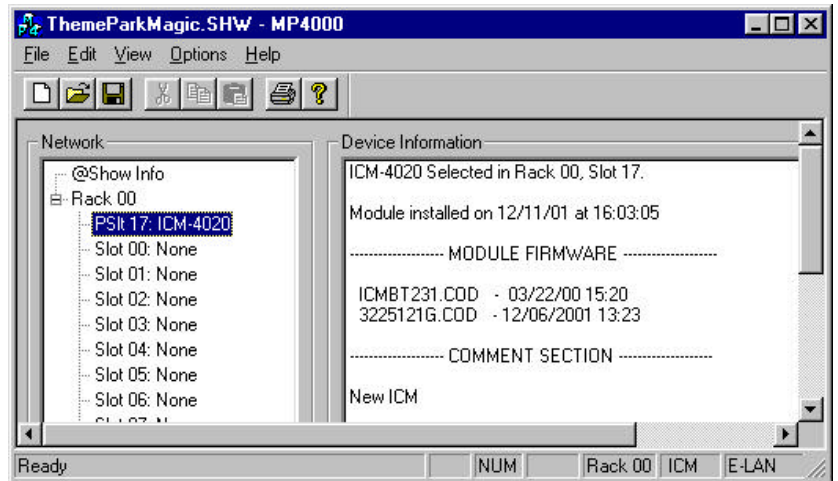 ThemeParkMagic.SHW - MP4000
File Edit View Options Help
Network
@Show Info
Rack 00
PSlt 17: ICM-4020
Slot 00: None
Slot 01: None
Slot 02: None
Slot 03: None
Slot 04: None
Slot 05: None
Slot 06: None
Device Information
ICM-4020 Selected in Rack 00, Slot 17.
Module installed on 12/11/01 at 16:03:05
------------------- MODULE FIRMWARE -------------------
ICMBT231.COD - 03/22/00 15:20
3225121G.COD - 12/06/2001 13:23
------------------- COMMENT SECTION -------------------
New ICM
Ready NUM Rack 00 ICM E-LAN